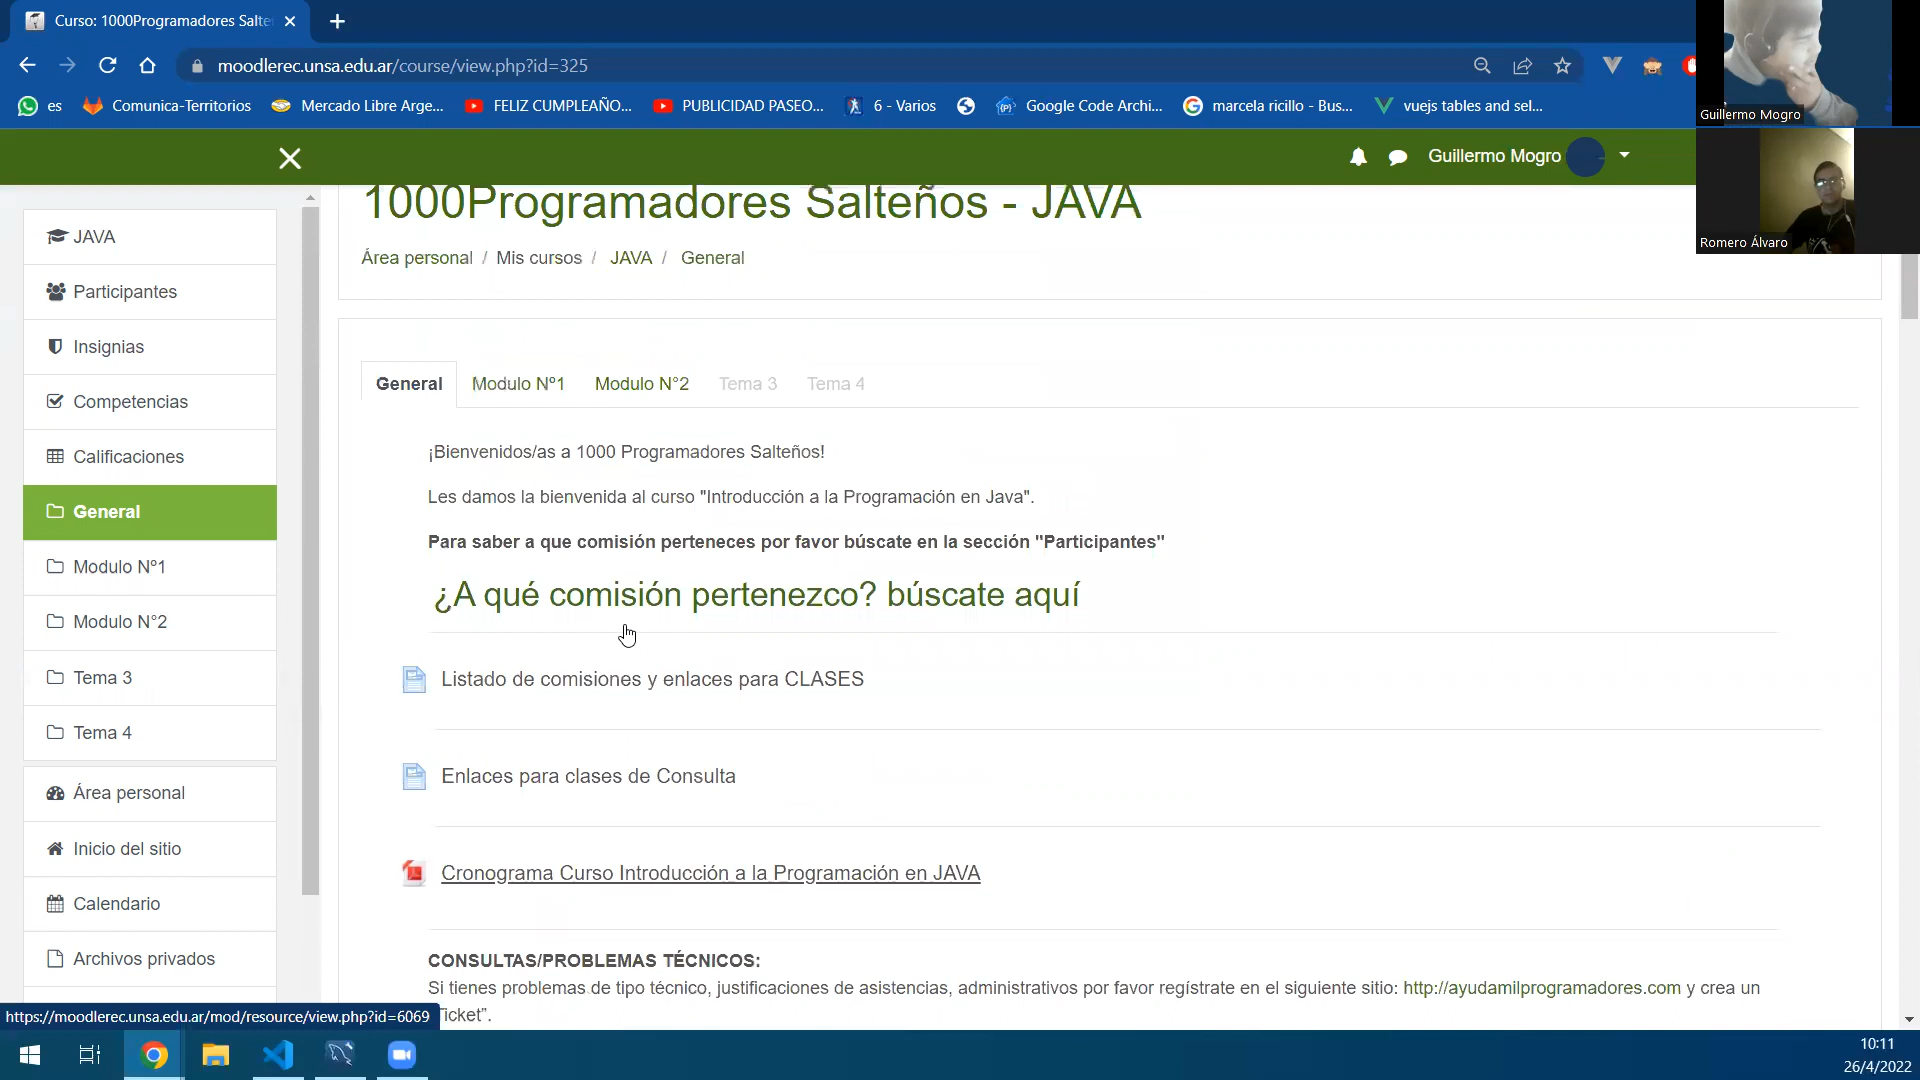 Curso: 1000Programadores Salte
moodlerec.unsa.edu.ar/course/view.php?id=325
es
Comunica-Territorios
Mercado Libre Arge...
FELIZ CUMPLEAÑO...
PUBLICIDAD PASEO...
6 - Varios
Google Code Archi...
marcela ricillo - Bus...
vuejs tables and sel...
Guillermo Mogro
Guillermo Mogro
Romero Álvaro
1000Programadores Salteños - JAVA
Área personal / Mis cursos / JAVA / General
JAVA
Participantes
Insignias
Competencias
Calificaciones
General
Modulo Nº1
Modulo N°2
Tema 3
Tema 4
Área personal
Inicio del sitio
Calendario
Archivos privados
General Modulo Nº1 Modulo N°2 Tema 3 Tema 4
¡Bienvenidos/as a 1000 Programadores Salteños!
Les damos la bienvenida al curso "Introducción a la Programación en Java".
Para saber a que comisión perteneces por favor búscate en la sección "Participantes"
¿A qué comisión pertenezco? búscate aquí
Listado de comisiones y enlaces para CLASES
Enlaces para clases de Consulta
Cronograma Curso Introducción a la Programación en JAVA
CONSULTAS/PROBLEMAS TÉCNICOS:
Si tienes problemas de tipo técnico, justificaciones de asistencias, administrativos por favor regístrate en el siguiente sitio: http://ayudamilprogramadores.com y crea un
Ticket”.
https://moodlerec.unsa.edu.ar/mod/resource/view.php?id=6069
10:11
26/4/2022